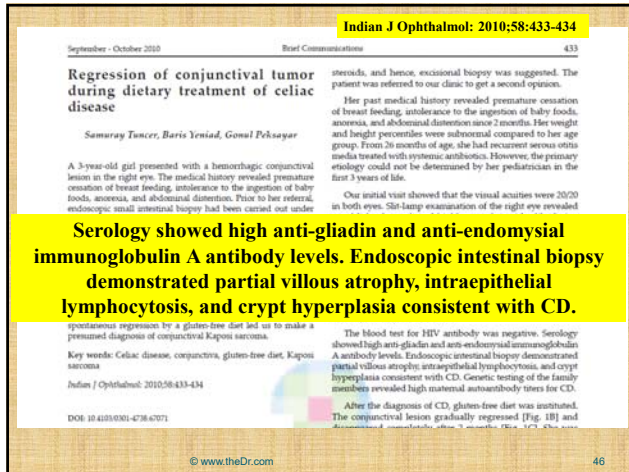 Indian J Ophthalmol: 2010;58:433-434
September - October 2010 Brief Communications 433
Regression of conjunctival tumor
during dietary treatment of celiac
disease
Samuray Tuncer, Baris Yeniad, Gonul Peksayar
A 3-year-old girl presented with a hemorrhagic conjunctival
lesion in the right eye. The medical history revealed premature
cessation of breast feeding, intolerance to the ingestion of baby
foods, anorexia, and abdominal distention. Prior to her referral,
endoscopic small intestinal biopsy had been carried out under
steroids, and hence, excisional biopsy was suggested. The
patient was referred to our clinic to get a second opinion.
Her past medical history revealed premature cessation
of breast feeding, intolerance to the ingestion of baby foods,
anorexia, and abdominal distention since 2 months. Her weight
and height percentiles were subnormal compared to her age
group. From 26 months of age, she had recurrent serous otitis
media treated with systemic antibiotics. However, the primary
etiology could not be determined by her pediatrician in the
first 3 years of life.
Our initial visit showed that the visual acuities were 20/20
in both eyes. Slit-lamp examination of the right eye revealed
Serology showed high anti-gliadin and anti-endomysial
immunoglobulin A antibody levels. Endoscopic intestinal biopsy
demonstrated partial villous atrophy, intraepithelial
lymphocytosis, and crypt hyperplasia consistent with CD.
spontaneous regression by a gluten-free diet led us to make a
presumed diagnosis of conjunctival Kaposi sarcoma.
Key words: Celiac disease, conjunctiva, gluten-free diet, Kaposi
sarcoma
Indian J Ophthalmol: 2010;58:433-434
DOI: 10.4103/0301-4738.67071
The blood test for HIV antibody was negative. Serology
showed high anti-gliadin and anti-endomysial immunoglobulin
A antibody levels. Endoscopic intestinal biopsy demonstrated
partial villous atrophy, intraepithelial lymphocytosis, and crypt
hyperplasia consistent with CD. Genetic testing of the family
members revealed high maternal autoantibody titers for CD.
After the diagnosis of CD, gluten-free diet was instituted.
The conjunctival lesion gradually regressed [Fig. 1B] and
disappeared completely after 2 months [Fig. 1C]. She was
© www.theDr.com 46